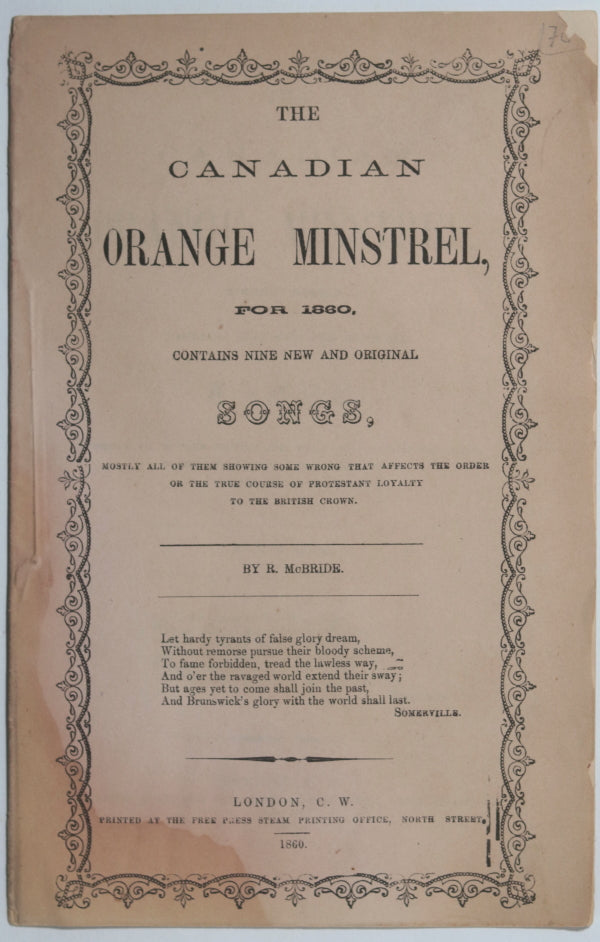 THE
CANADIAN
ORANGE MINSTREL,
FOR 1860,
CONTAINS NINE NEW AND ORIGINAL
SONGS,
MOSTLY ALL OF THEM SHOWING SOME WRONG THAT AFFECTS THE ORDER
OR THE TRUE COURSE OF PROTESTANT LOYALTY
TO THE BRITISH CROWN.
BY R. McBRIDE.
Let hardy tyrants of false glory dream,
Without remorse pursue their bloody scheme,
To fame forbidden, tread the lawless way,
And o'er the ravaged world extend their sway;
But ages yet to come shall join the past,
And Brunswick's glory with the world shall last.
SOMERVILLE.
LONDON, C. W.
PRINTED AT THE FREE PRESS STEAM PRINTING OFFICE, NORTH STREET.
1860.